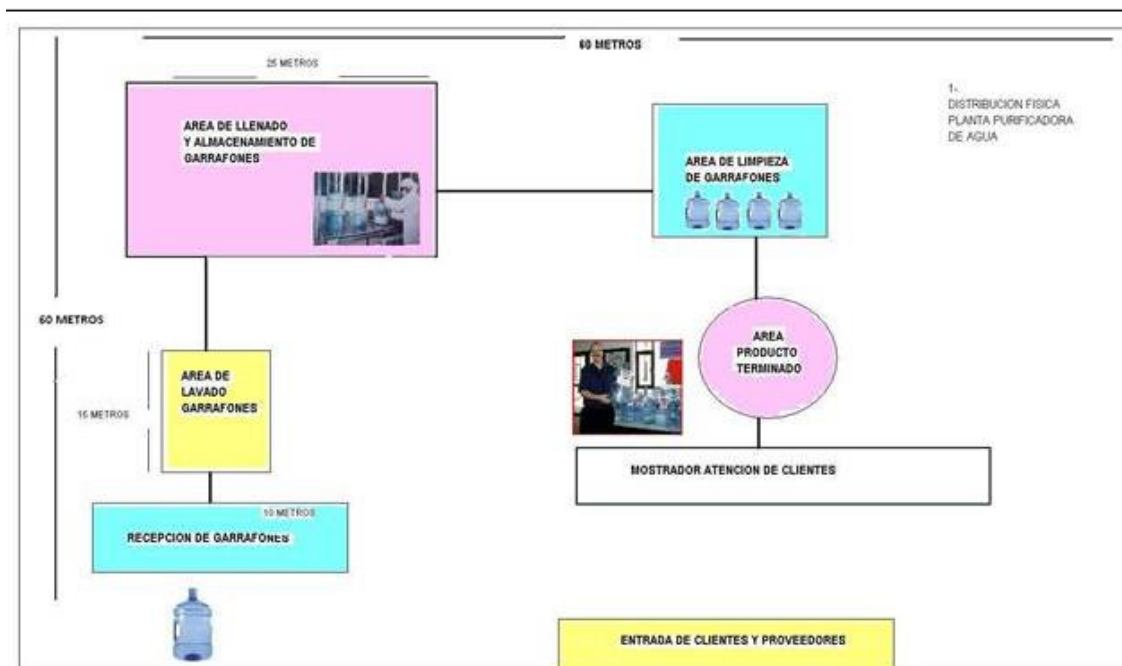 60 METROS
25 METROS
1-
DISTRIBUCION FISICA
PLANTA PURIFICADORA
DE AGUA
AREA DE LLENADO
Y ALMACENAMIENTO DE
GARRAFONES
AREA DE LIMPIEZA
DE GARRAFONES
60 METROS
AREA
PRODUCTO
TERMINADO
AREA DE
LAVADO
GARRAFONES
15 METROS
MOSTRADOR ATENCION DE CLIENTES
10 METROS
RECEPCION DE GARRAFONES
ENTRADA DE CLIENTES Y PROVEEDORES